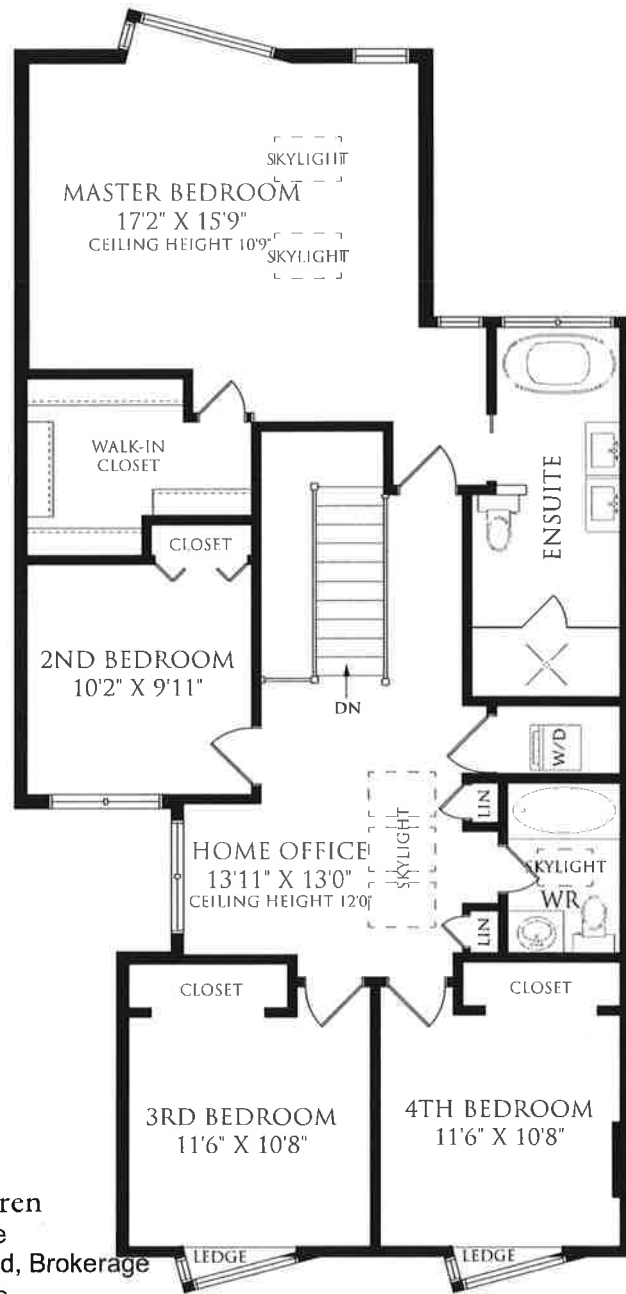 SKYLIGHT
MASTER BEDROOM
17'2" X 15'9"
CEILING HEIGHT 10'9"
SKYLIGHT
WALK-IN
CLOSET
CLOSET
ENSUITE
2ND BEDROOM
10'2" X 9'11"
DN
W/D
LIN
SKYLIGHT
HOME OFFICE
13'11" X 13'0"
CEILING HEIGHT 12'0
SKYLIGHT
WR
LIN
CLOSET
CLOSET
3RD BEDROOM
11'6" X 10'8"
4TH BEDROOM
11'6" X 10'8"
ren
e
LEDGE
LEDGE
d, Brokerage